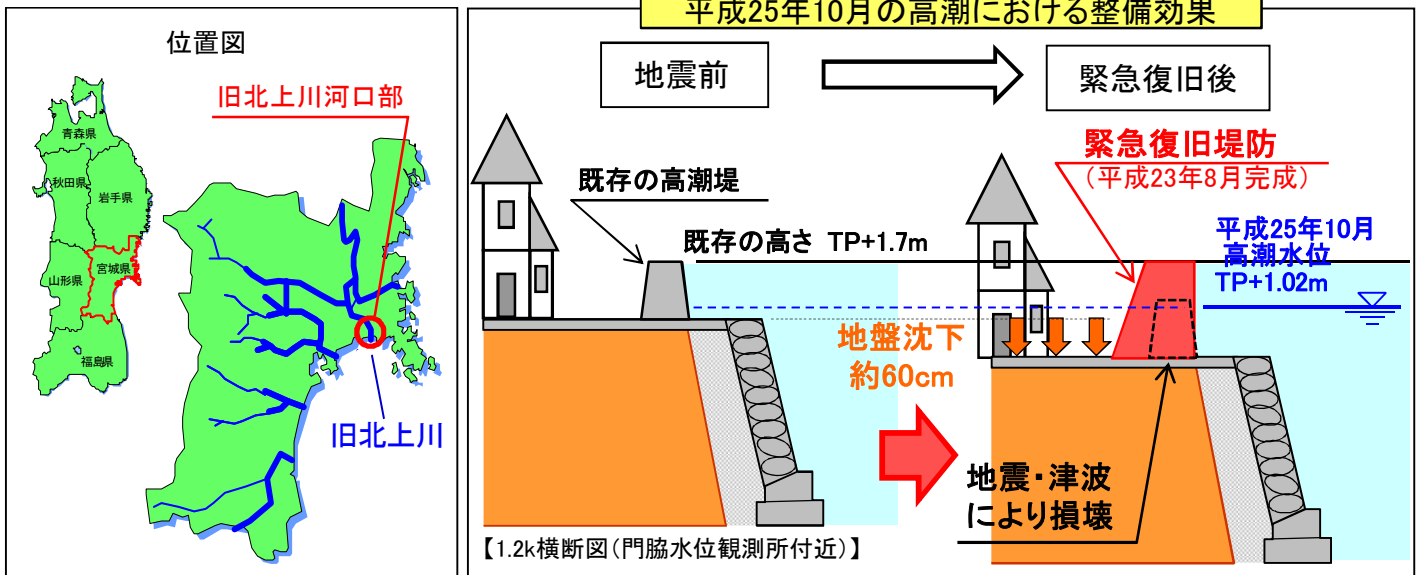 平成25年10月の高潮における整備効果
位置図
旧北上川河口部
青森県
秋田県
岩手県
山形県
宮城県
福島県
旧北上川
地震前
緊急復旧後
既存の高潮堤
既存の高さ TP+1.7m
緊急復旧堤防
(平成23年8月完成)
平成25年10月
高潮水位
TP+1.02m
地盤沈下
約60cm
地震・津波
により損壊
【1.2k横断図(門脇水位観測所付近)】